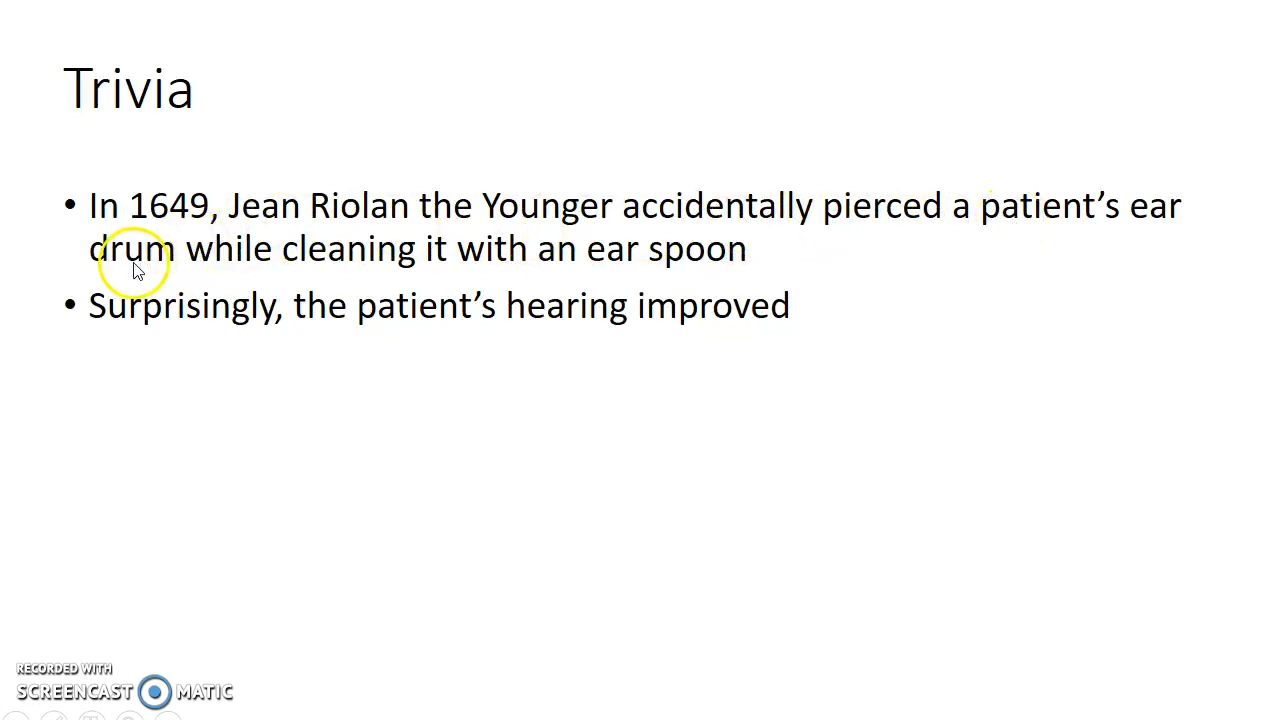 Trivia
• In 1649, Jean Riolan the Younger accidentally pierced a patient’s ear
drum while cleaning it with an ear spoon
• Surprisingly, the patient’s hearing improved
RECORDED WITH
SCREENCAST MATIC